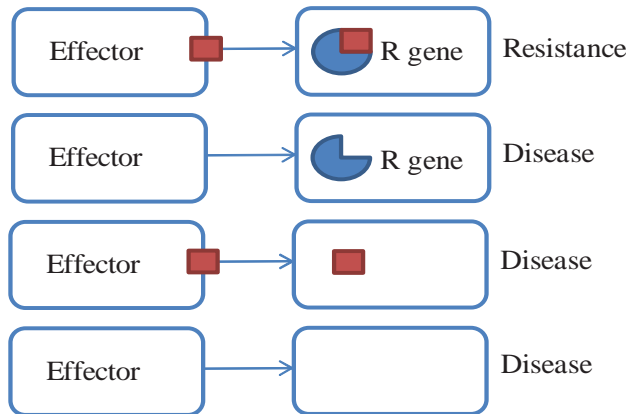 Effector R gene Resistance
Effector R gene Disease
Effector Disease
Effector Disease